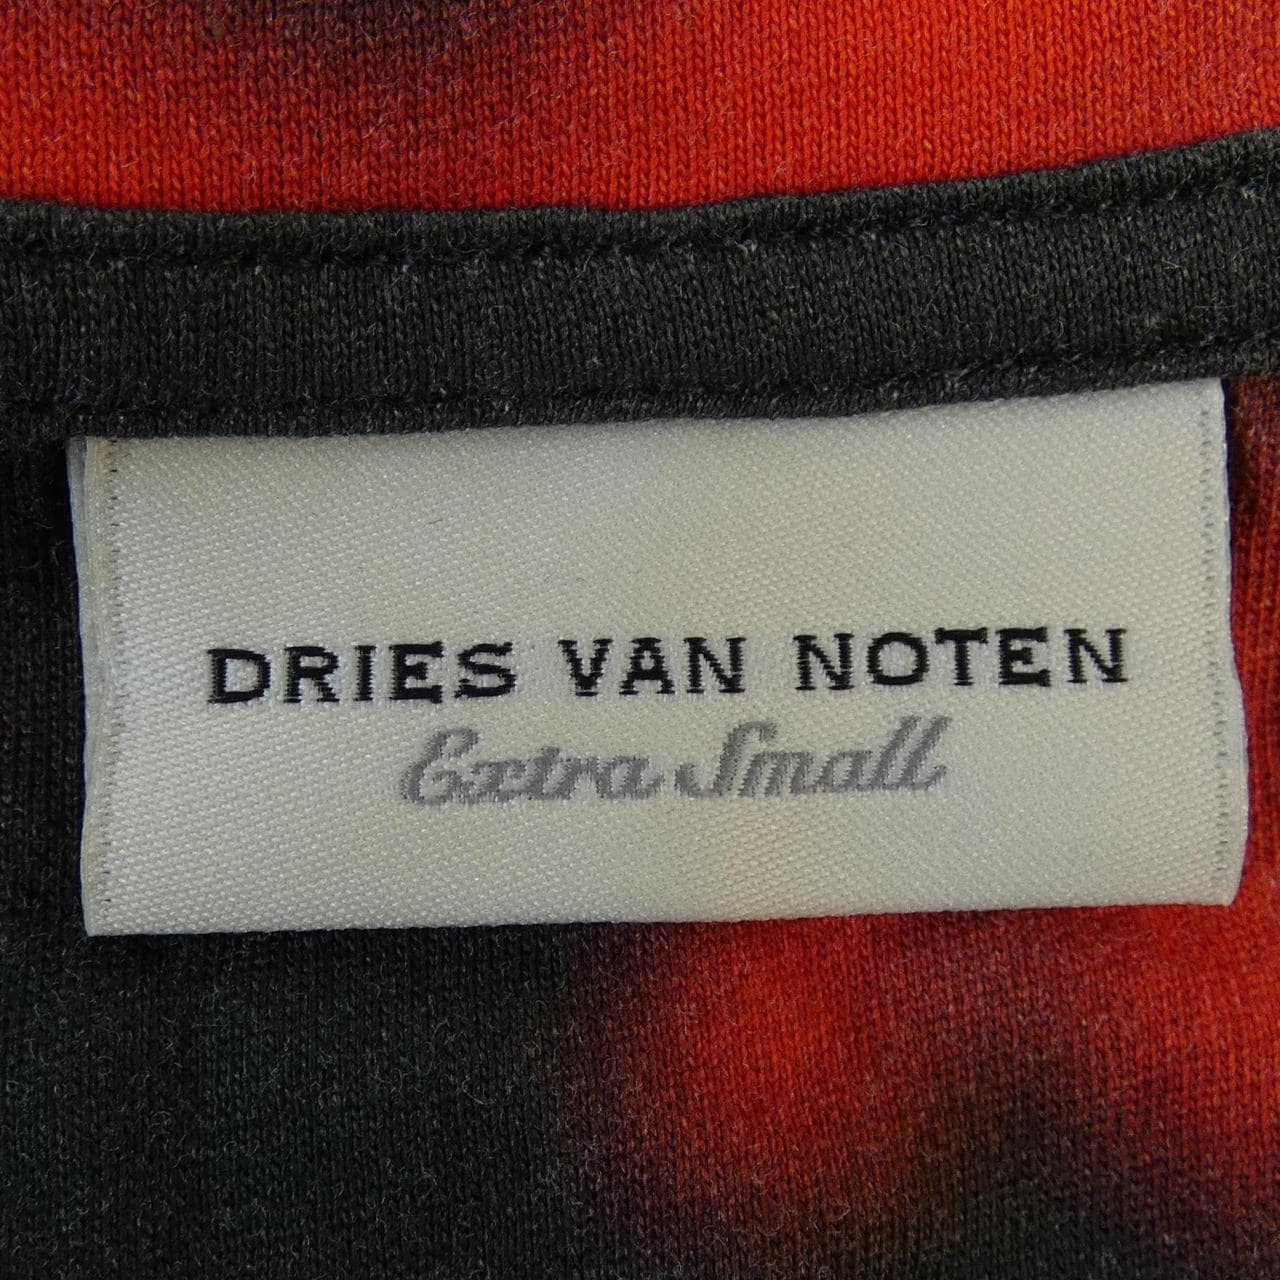 DRIES VAN NOTEN
Extra Small